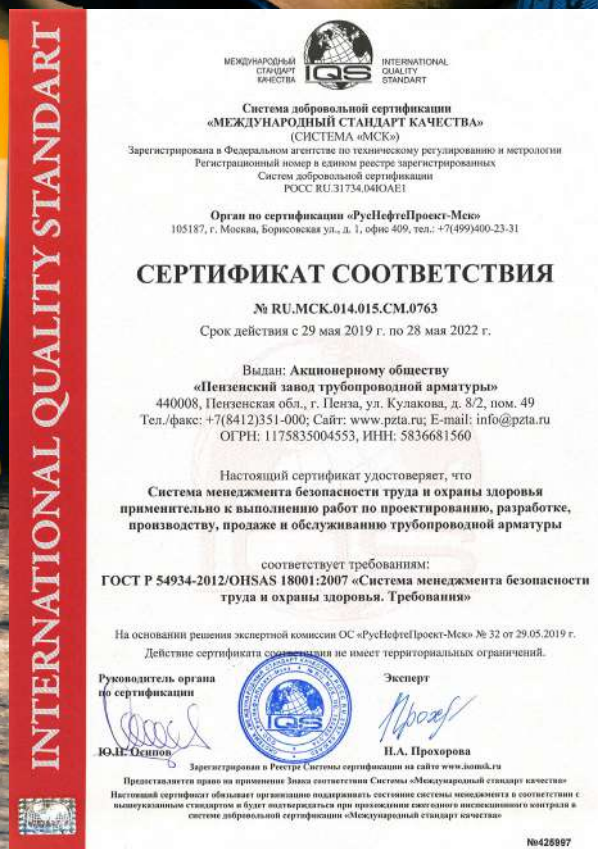 INTERNATIONAL QUALITY STANDART
МЕЖДУНАРОДНЫЙ
СТАНДАРТ
КАЧЕСТВА
IQS
INTERNATIONAL
QUALITY
STANDART
Система добровольной сертификации
«МЕЖДУНАРОДНЫЙ СТАНДАРТ КАЧЕСТВА»
(СИСТЕМА «МСК»)
Зарегистрирована в Федеральном агентстве по техническому регулированию и метрологии
Регистрационный номер в едином реестре зарегистрированных
Систем добровольной сертификации
РОСС RU.31734.04ЮАЕ1
Орган по сертификации «РусНефтеПроект-Мск»
105187, г. Москва, Борисовская ул., д. 1, офис 409, тел.: +7(499)400-23-31
СЕРТИФИКАТ СООТВЕТСТВИЯ
№ RU.МСК.014.015.СМ.0763
Срок действия с 29 мая 2019 г. по 28 мая 2022 г.
Выдан: Акционерному обществу
«Пензенский завод трубопроводной арматуры»
440008, Пензенская обл., г. Пенза, ул. Кулакова, д. 8/2, пом. 49
Тел./факс: +7(8412)351-000; Сайт: www.pzta.ru; E-mail: info@pzta.ru
ОГРН: 1175835004553, ИНН: 5836681560
Настоящий сертификат удостоверяет, что
Система менеджмента безопасности труда и охраны здоровья
применительно к выполнению работ по проектированию, разработке,
производству, продаже и обслуживанию трубопроводной арматуры
соответствует требованиям:
ГОСТ Р 54934-2012/OHSAS 18001:2007 «Система менеджмента безопасности
труда и охраны здоровья. Требования»
На основании решения экспертной комиссии ОС «РусНефтеПроект-Мск» № 32 от 29.05.2019 г.
Действие сертификата соответствия не имеет территориальных ограничений.
Руководитель органа
по сертификации
Эксперт
IQS
Ю.Н. Осипов
Н.А. Прохорова
Зарегистрирован в Реестре Системы сертификации на сайте www.isomsk.ru
Предоставляется право на применение Знака соответствия Системы «Международный стандарт качества»
Настоящий сертификат обязывает организацию поддерживать состояние системы менеджмента в соответствии с
вышеуказанным стандартом и будет подтверждаться при прохождении ежегодного инспекционного контроля в
системе добровольной сертификации «Международный стандарт качества»
№425997